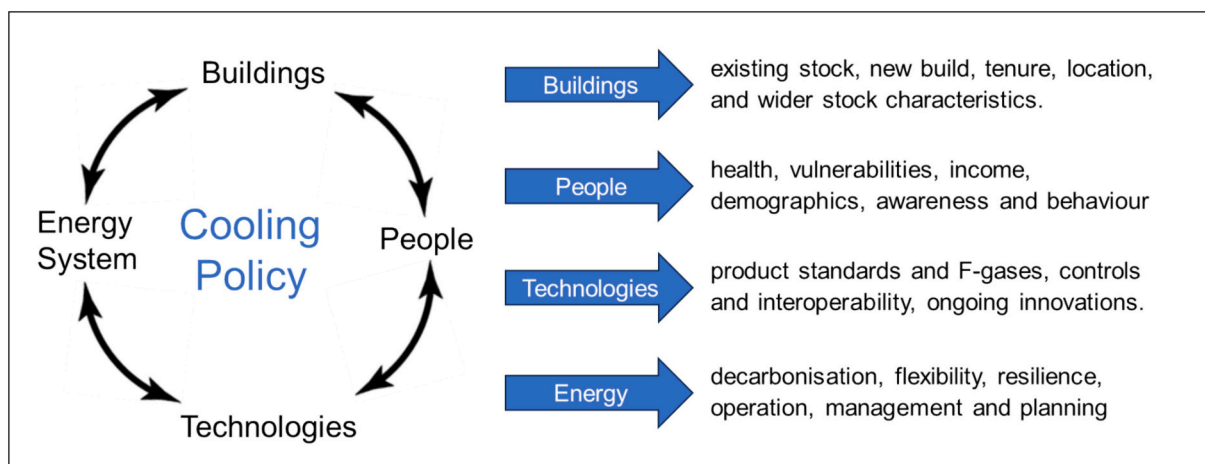 Buildings
Energy
System
Cooling
Policy
People
Technologies
Buildings
existing stock, new build, tenure, location,
and wider stock characteristics.
People
health, vulnerabilities, income,
demographics, awareness and behaviour
Technologies
product standards and F-gases, controls
and interoperability, ongoing innovations.
Energy
decarbonisation, flexibility, resilience,
operation, management and planning